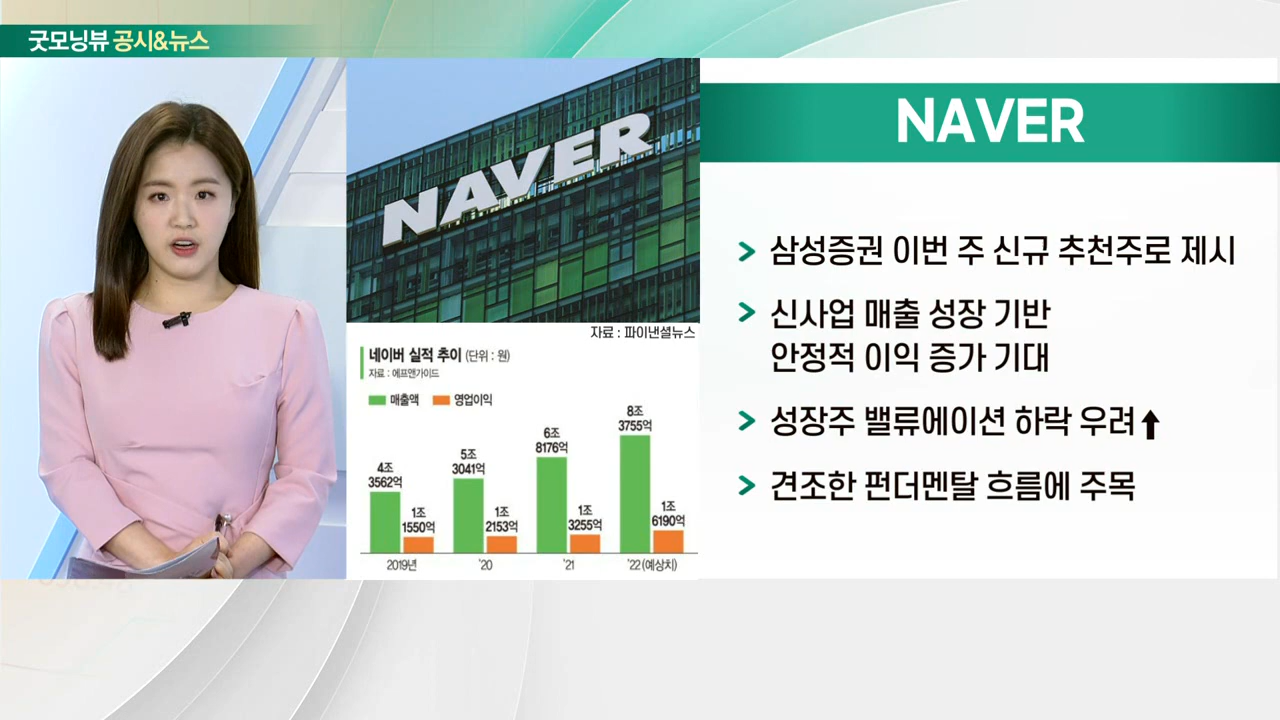 굿모닝뷰 공시&뉴스
NAVER
자료 : 파이낸셜뉴스
네이버 실적 추이 (단위 : 원)
자료 : 에프앤가이드
매출액 영업이익
4조
3562억
1조
1550억
5조
3041억
1조
2153억
6조
8176억
1조
3255억
8조
3755억
1조
6190억
2019년 '20 '21 '22(예상치)
NAVER
> 삼성증권 이번 주 신규 추천주로 제시
> 신사업 매출 성장 기반
안정적 이익 증가 기대
> 성장주 밸류에이션 하락 우려⬆
> 견조한 펀더멘탈 흐름에 주목